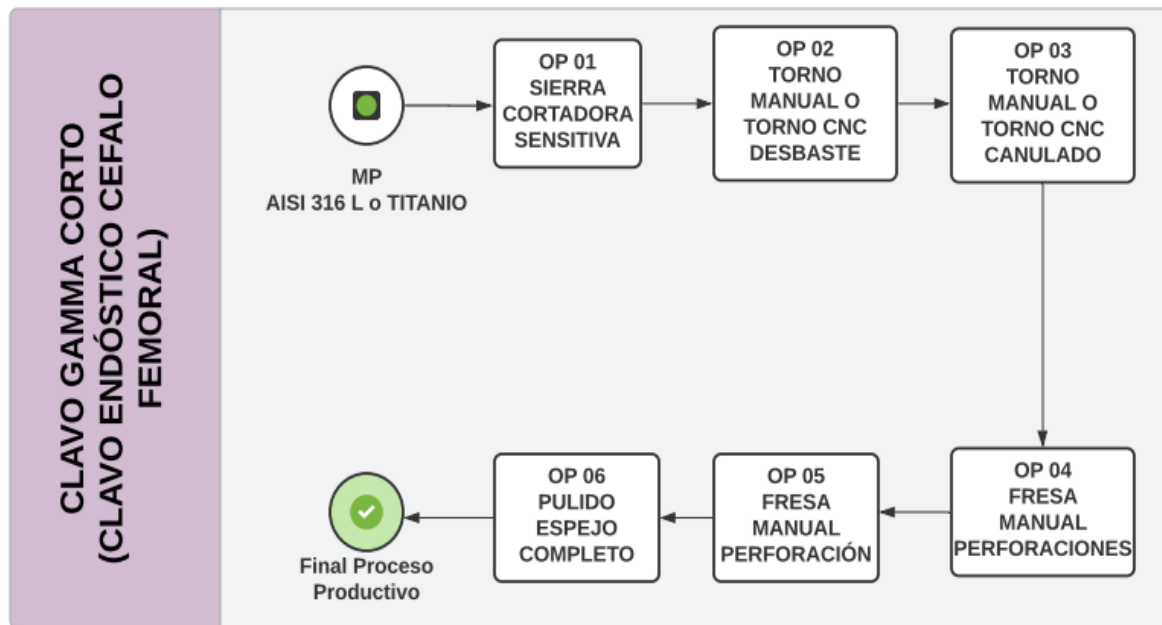 CLAVO GAMMA CORTO
(CLAVO ENDÓSTICO CEFALO
FEMORAL)
MP
AISI 316 L o TITANIO
OP 01
SIERRA
CORTADORA
SENSITIVA
OP 02
TORNO
MANUAL O
TORNO CNC
DESBASTE
OP 03
TORNO
MANUAL O
TORNO CNC
CANULADO
OP 04
FRESA
MANUAL
PERFORACIONES
OP 05
FRESA
MANUAL
PERFORACIÓN
OP 06
PULIDO
ESPEJO
COMPLETO
Final Proceso
Productivo